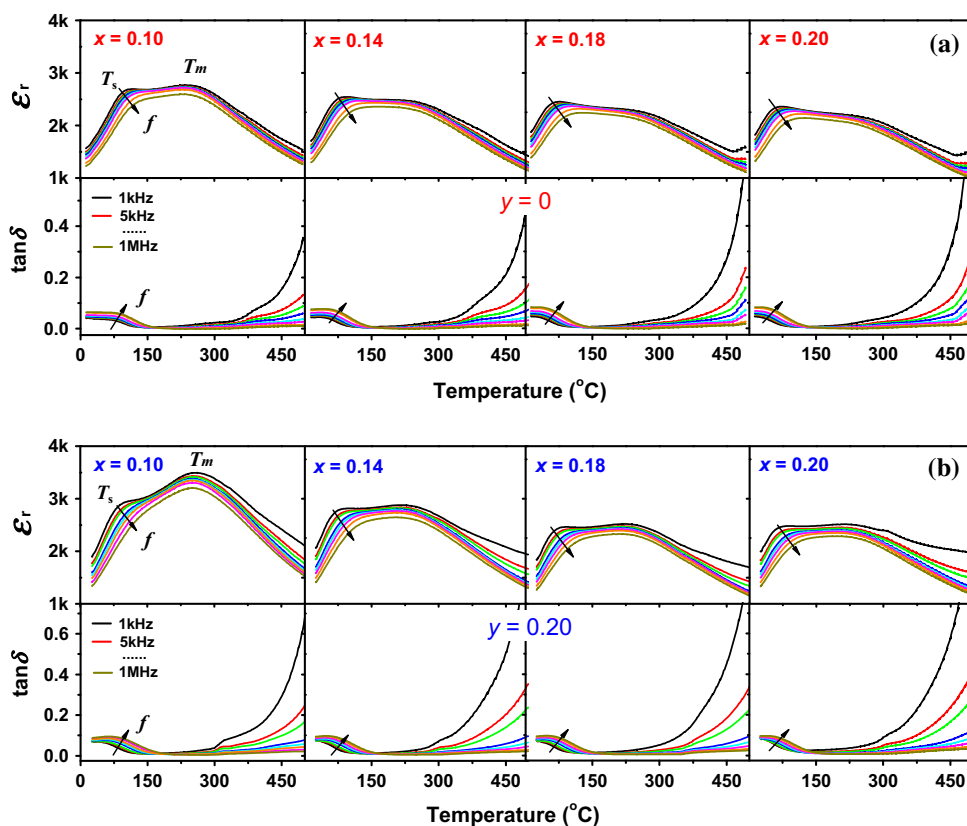 x = 0.10 x = 0.14 x = 0.18 x = 0.20 (a)
4k
3k
2k
1k
εr
Ts Tm
f
1kHz
5kHz
......
1MHz
y = 0
0.4
0.2
0.0
tanδ
f
0 150 300 450 150 300 450 150 300 450 150 300 450
Temperature (°C)
x = 0.10 x = 0.14 x = 0.18 x = 0.20 (b)
4k
3k
2k
1k
εr
Ts Tm
f
1kHz
5kHz
......
1MHz
y = 0.20
0.6
0.4
0.2
0.0
tanδ
f
0 150 300 450 150 300 450 150 300 450 150 300 450
Temperature (°C)